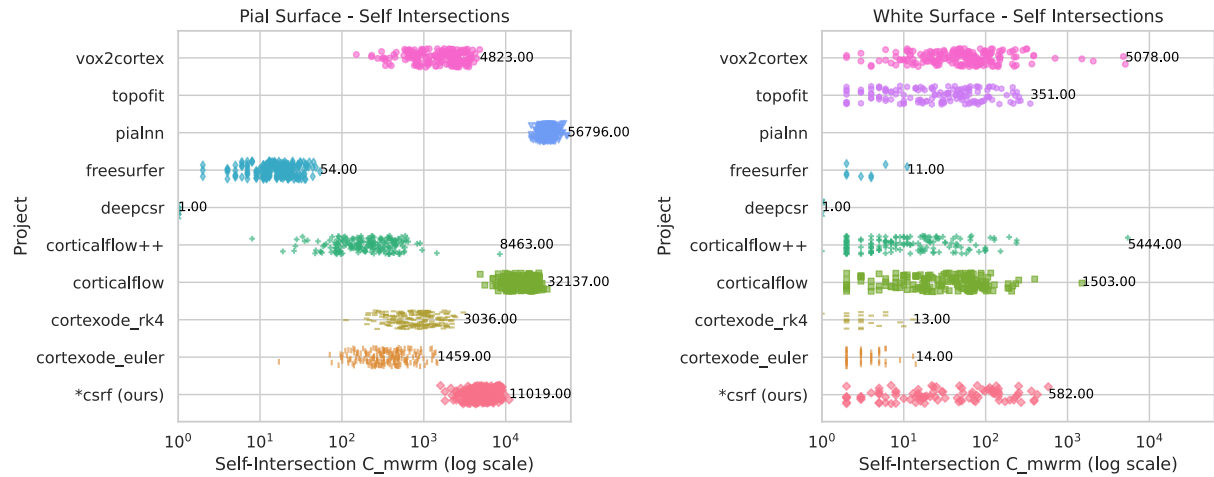 Pial Surface - Self Intersections
Project
vox2cortex
4823.00
topofit
pialnn
56796.00
freesurfer
54.00
deepcsr
1.00
corticalflow++
8463.00
corticalflow
32137.00
cortexode_rk4
3036.00
cortexode_euler
1459.00
*csrf (ours)
11019.00
10^0 10^1 10^2 10^3 10^4
Self-Intersection C_mwrm (log scale)
White Surface - Self Intersections
Project
vox2cortex
5078.00
topofit
351.00
pialnn
freesurfer
11.00
deepcsr
1.00
corticalflow++
5444.00
corticalflow
1503.00
cortexode_rk4
13.00
cortexode_euler
14.00
*csrf (ours)
582.00
10^0 10^1 10^2 10^3 10^4
Self-Intersection C_mwrm (log scale)